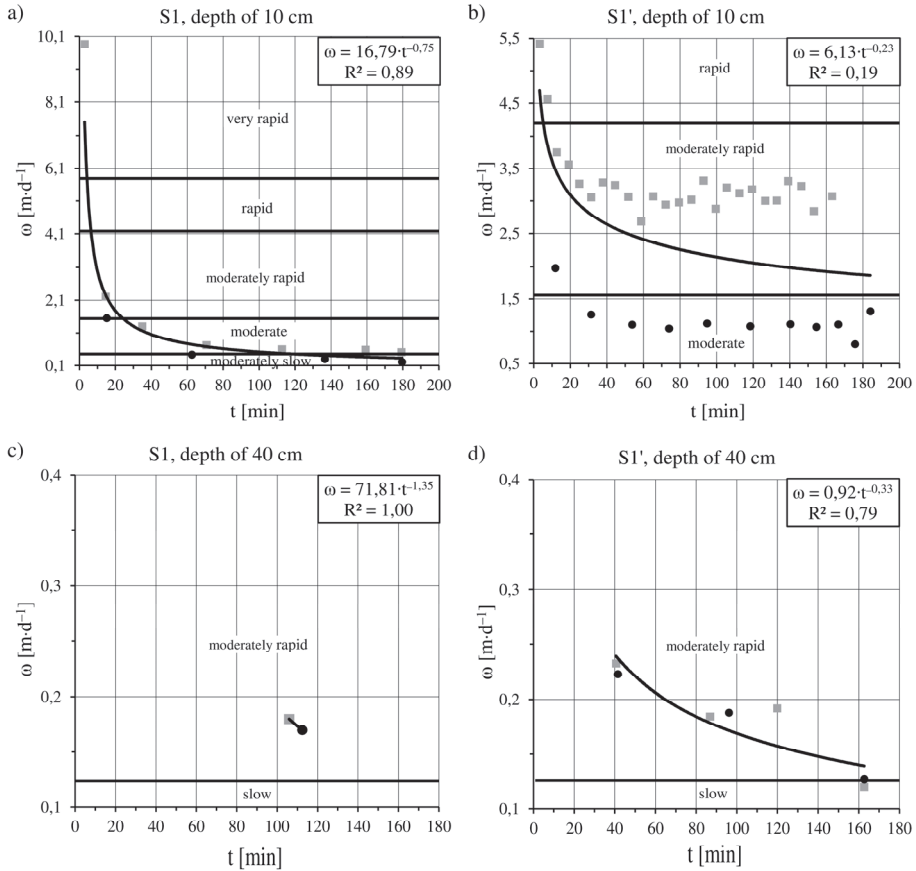 a)
S1, depth of 10 cm
ω = 16,79·t⁻⁰,⁷⁵
R² = 0,89
10,1
8,1
6,1
4,1
2,1
0,1
ω [m·d⁻¹]
very rapid
rapid
moderately rapid
moderate
moderately slow
0 20 40 60 80 100 120 140 160 180 200
t [min]
b)
S1', depth of 10 cm
ω = 6,13·t⁻⁰,²³
R² = 0,19
5,5
4,5
3,5
2,5
1,5
0,5
ω [m·d⁻¹]
rapid
moderately rapid
moderate
0 20 40 60 80 100 120 140 160 180 200
t [min]
c)
S1, depth of 40 cm
ω = 71,81·t⁻¹,³⁵
R² = 1,00
0,4
0,3
0,2
0,1
ω [m·d⁻¹]
moderately rapid
slow
0 20 40 60 80 100 120 140 160 180
t [min]
d)
S1', depth of 40 cm
ω = 0,92·t⁻⁰,³³
R² = 0,79
0,4
0,3
0,2
0,1
ω [m·d⁻¹]
moderately rapid
slow
0 20 40 60 80 100 120 140 160 180
t [min]